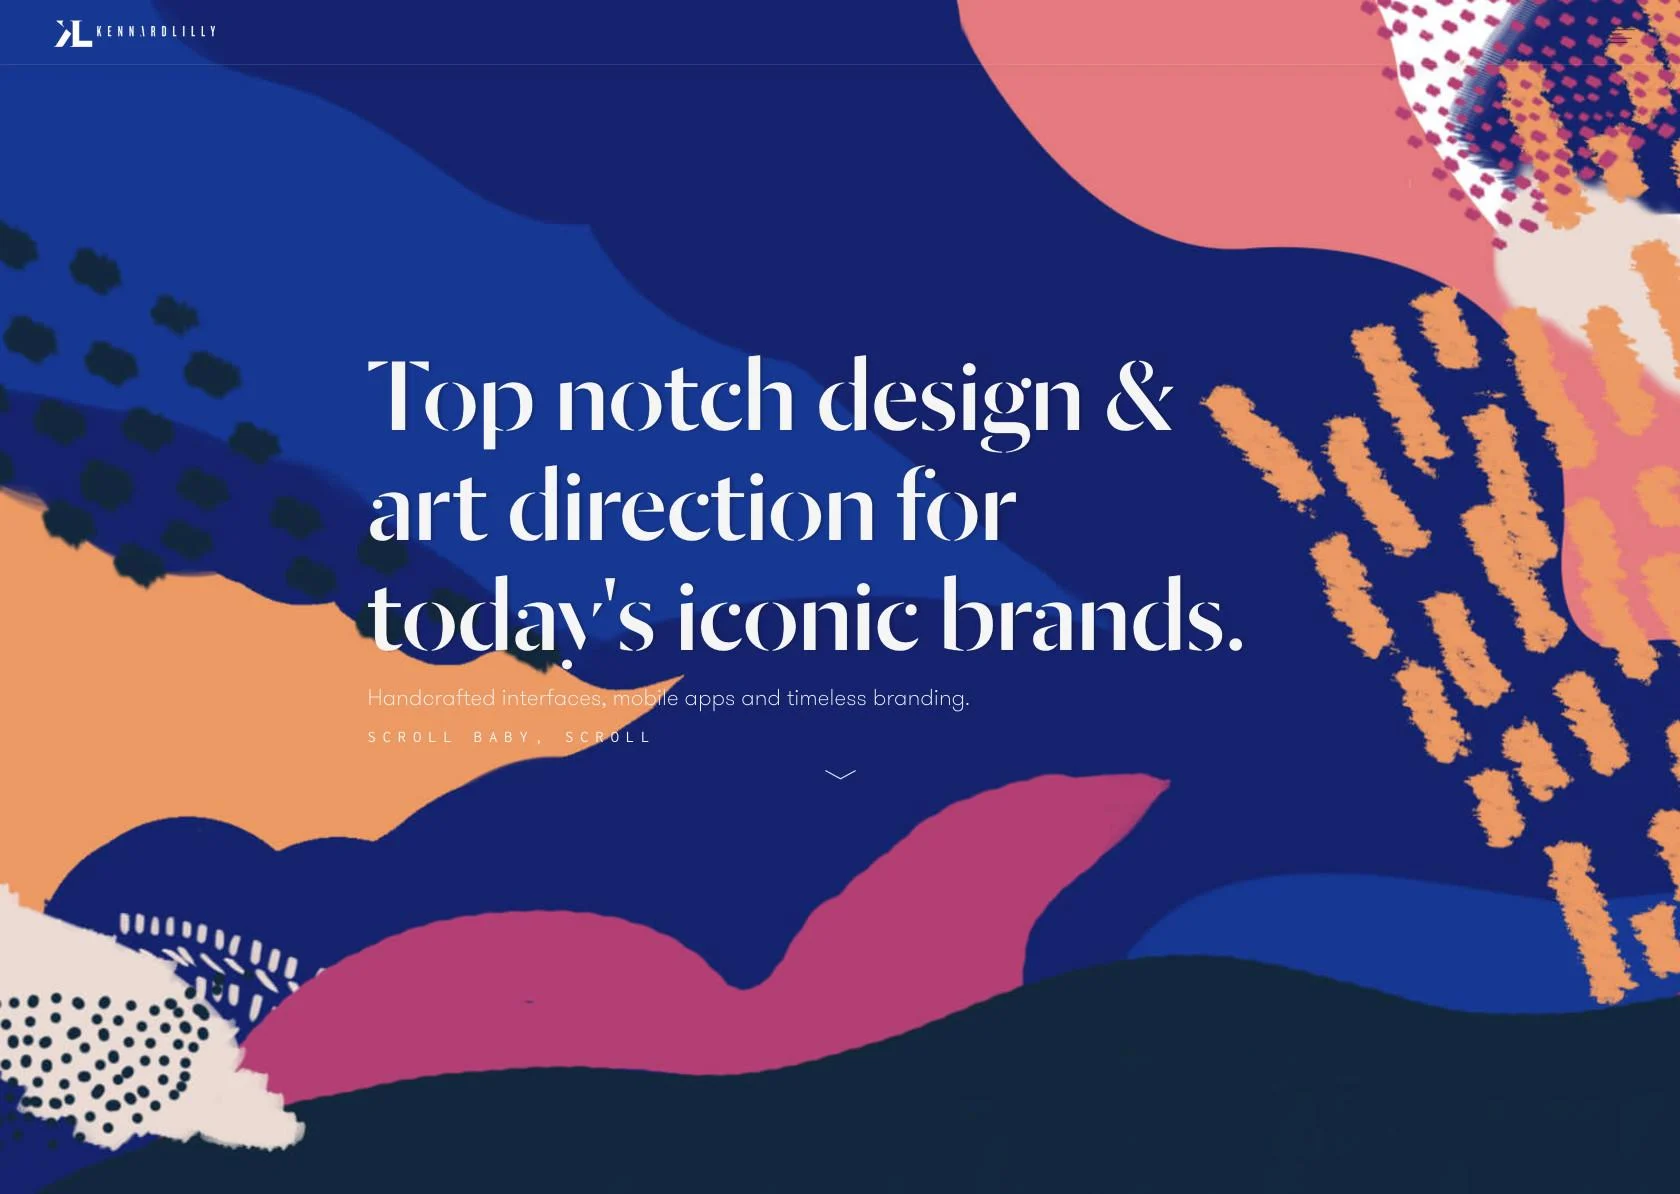 KL KENNARDLILLY
Top notch design &
art direction for
today's iconic brands.
Handcrafted interfaces, mobile apps and timeless branding.
SCROLL BABY, SCROLL